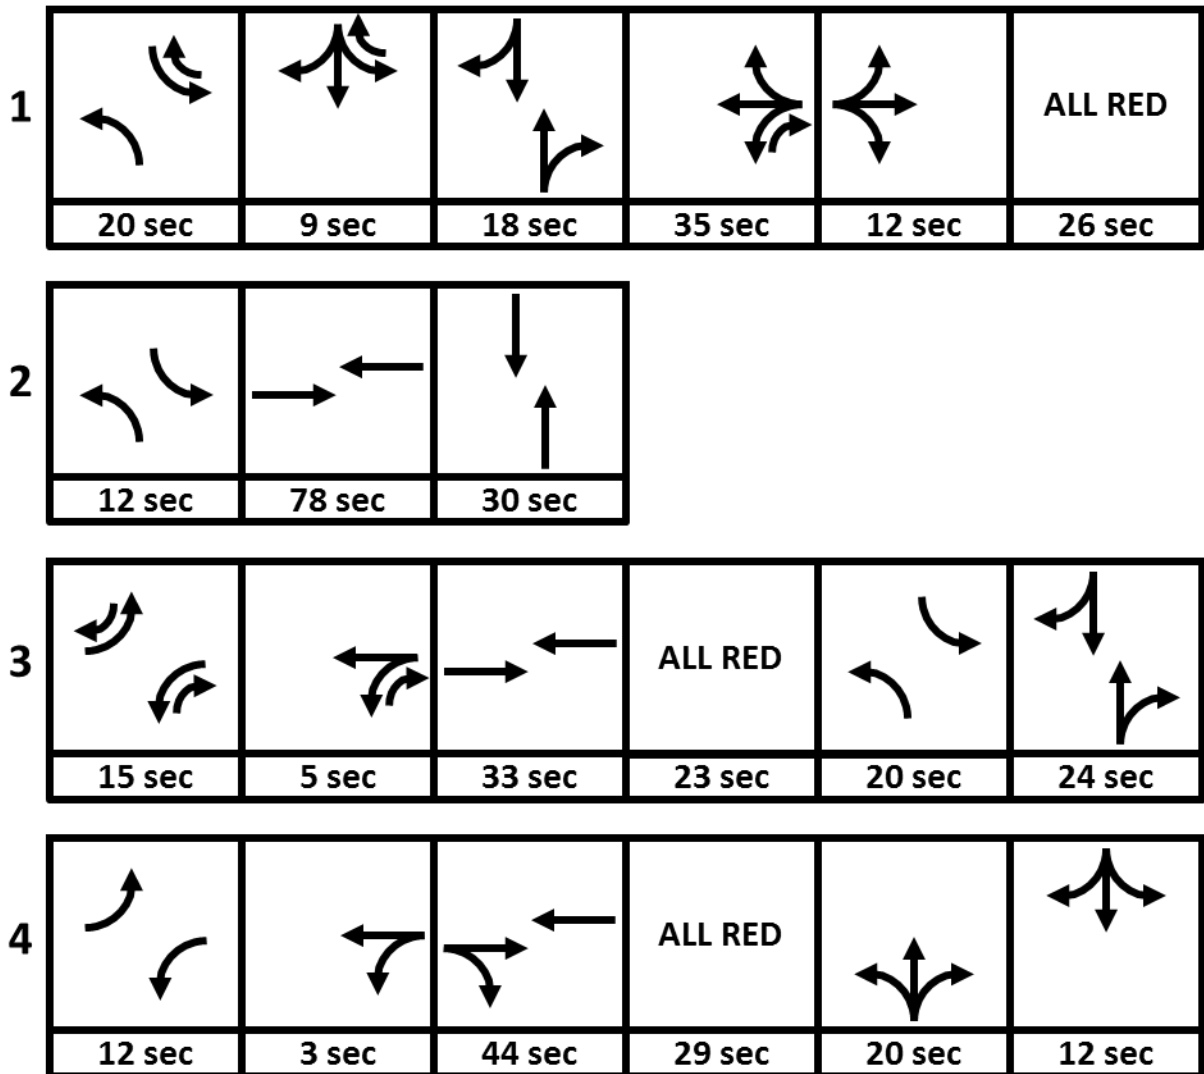 1
ALL RED
20 sec 9 sec 18 sec 35 sec 12 sec 26 sec
2
12 sec 78 sec 30 sec
3
ALL RED
15 sec 5 sec 33 sec 23 sec 20 sec 24 sec
4
ALL RED
12 sec 3 sec 44 sec 29 sec 20 sec 12 sec